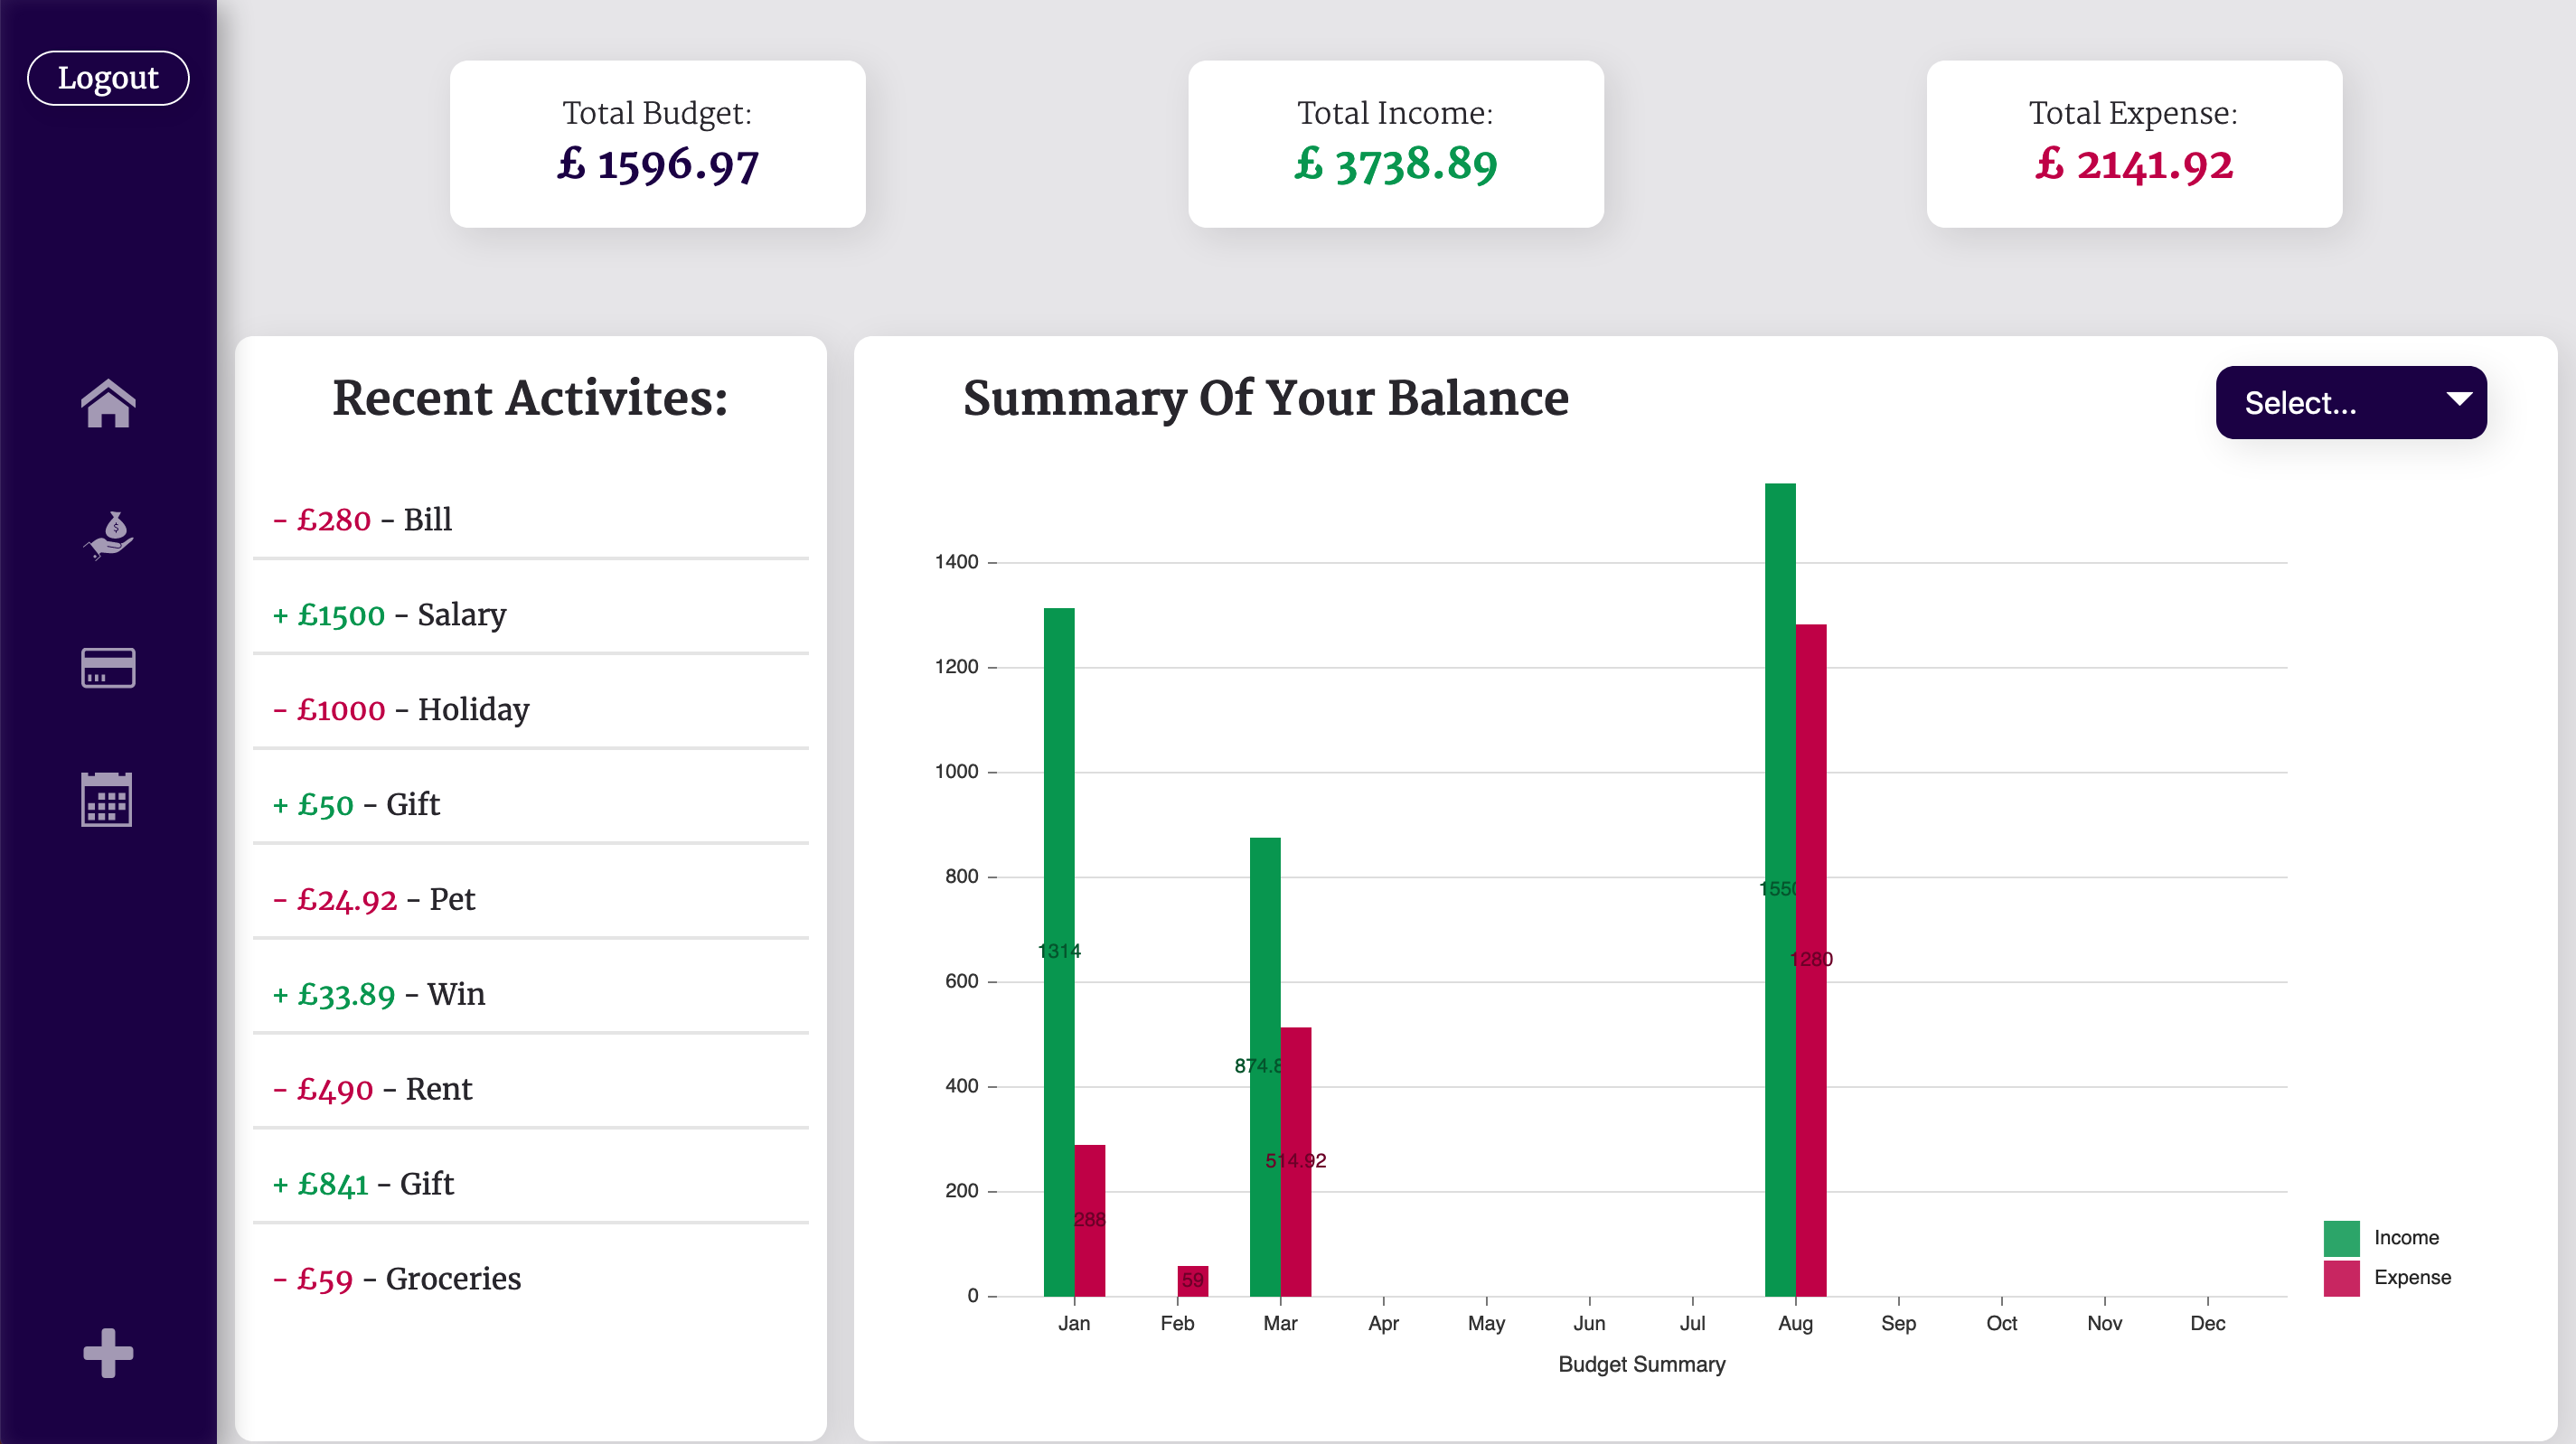 Logout
Total Budget:
£ 1596.97
Total Income:
£ 3738.89
Total Expense:
£ 2141.92
Recent Activites:
- £280 - Bill
+ £1500 - Salary
- £1000 - Holiday
+ £50 - Gift
- £24.92 - Pet
+ £33.89 - Win
- £490 - Rent
+ £841 - Gift
- £59 - Groceries
Summary Of Your Balance
Select...
1400
1200
1000
800
600
400
200
0
1314
288
59
874.8
514.92
1550
1280
Jan Feb Mar Apr May Jun Jul Aug Sep Oct Nov Dec
Budget Summary
Income
Expense